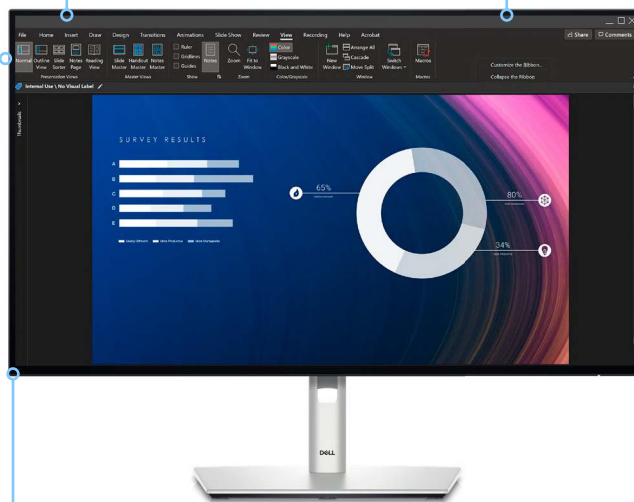 File Home Insert Draw Design Transitions Animations Slide Show Review View Recording Help Acrobat
Share Comments
Normal Outline View Slide Sorter Notes Page Reading View
Presentation Views
Slide Master Handout Master Notes Master
Master Views
Ruler
Gridlines
Guides
Show
Notes
Zoom Fit to Window
Zoom
Color
Grayscale
Black and White
Color/Grayscale
New Window
Arrange All
Cascade
Move Split
Switch Windows
Window
Macros
Macros
Customize the Ribbon...
Collapse the Ribbon
Internal Use \ No Visual Label
Thumbnails
SURVEY RESULTS
A
B
C
D
E
65%
80%
34%
DELL